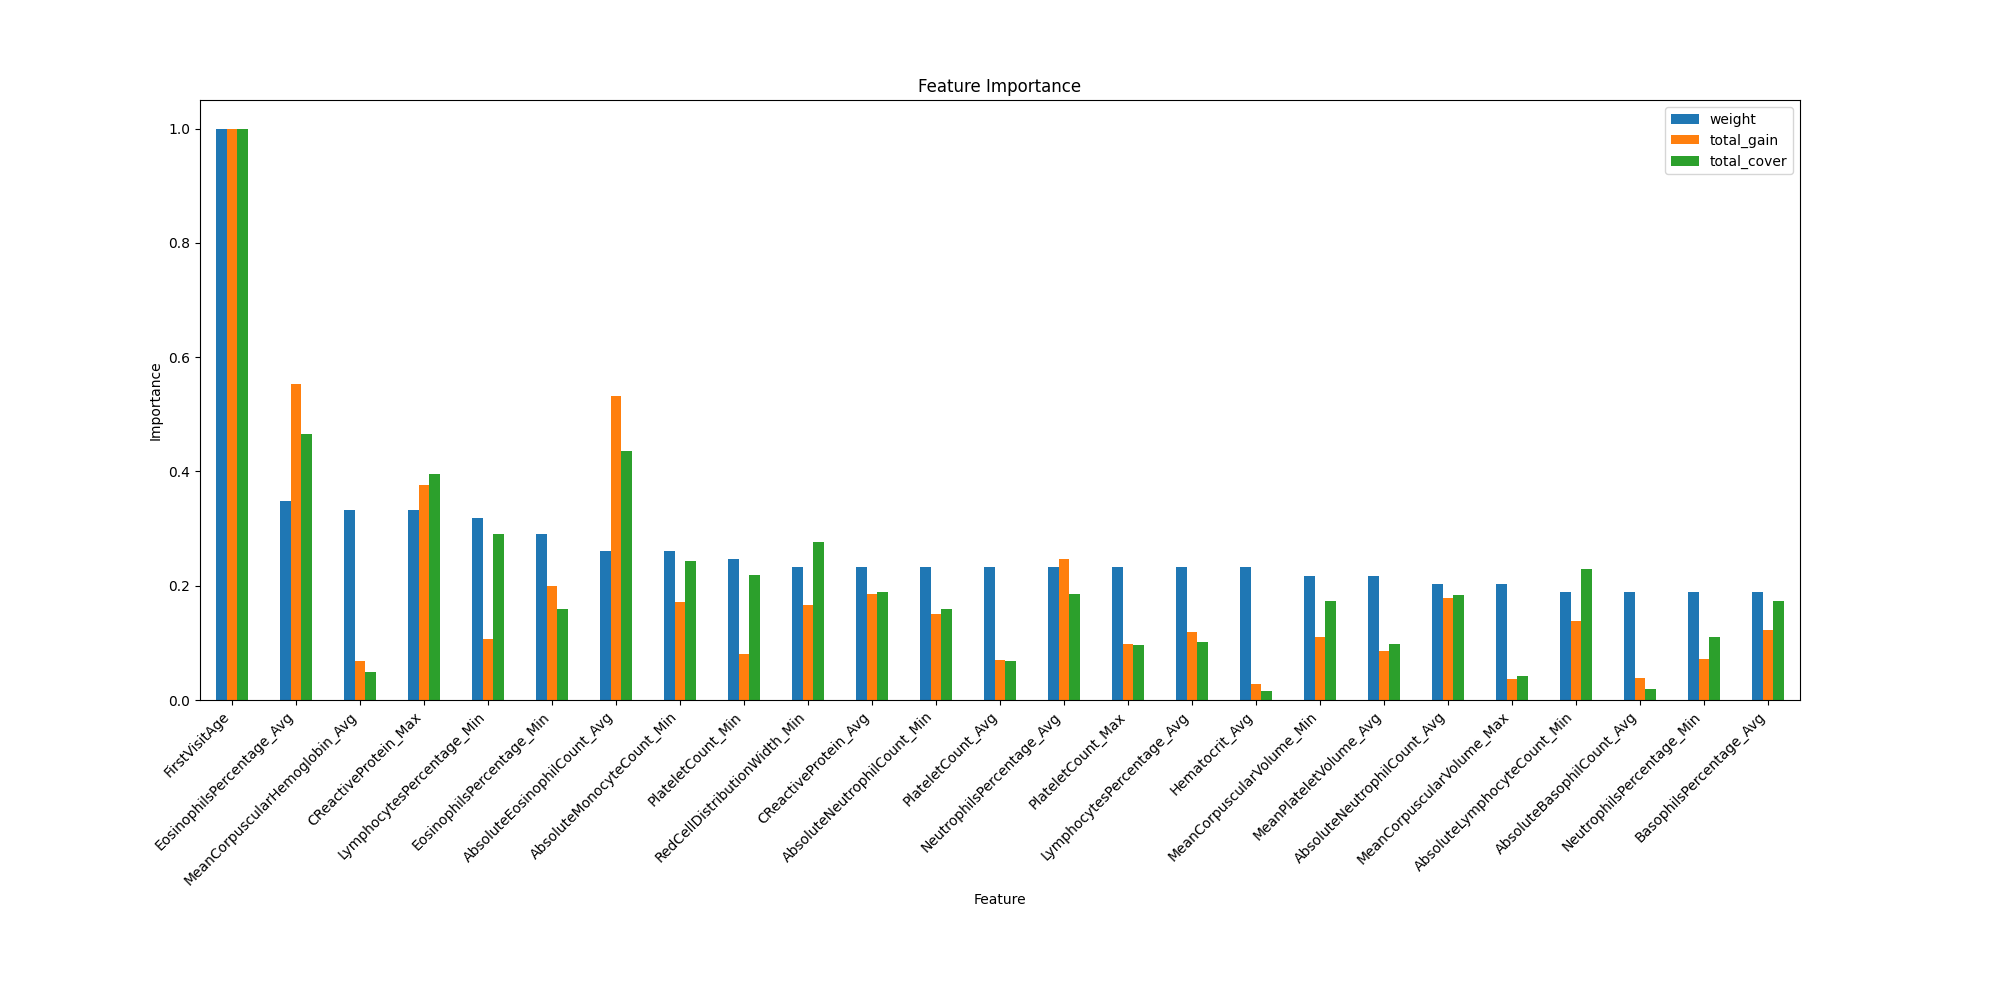 Feature Importance
weight
total_gain
total_cover
1.0
0.8
0.6
0.4
0.2
0.0
Importance
FirstVisitAge
EosinophilsPercentage_Avg
MeanCorpuscularHemoglobin_Avg
CReactiveProtein_Max
LymphocytesPercentage_Min
EosinophilsPercentage_Min
AbsoluteEosinophilCount_Avg
AbsoluteMonocyteCount_Min
PlateletCount_Min
RedCellDistributionWidth_Min
CReactiveProtein_Avg
AbsoluteNeutrophilCount_Min
PlateletCount_Avg
NeutrophilsPercentage_Avg
PlateletCount_Max
LymphocytesPercentage_Avg
Hematocrit_Avg
MeanCorpuscularVolume_Min
MeanPlateletVolume_Avg
AbsoluteNeutrophilCount_Avg
MeanCorpuscularVolume_Max
AbsoluteLymphocyteCount_Min
AbsoluteBasophilCount_Avg
NeutrophilsPercentage_Min
BasophilsPercentage_Avg
Feature